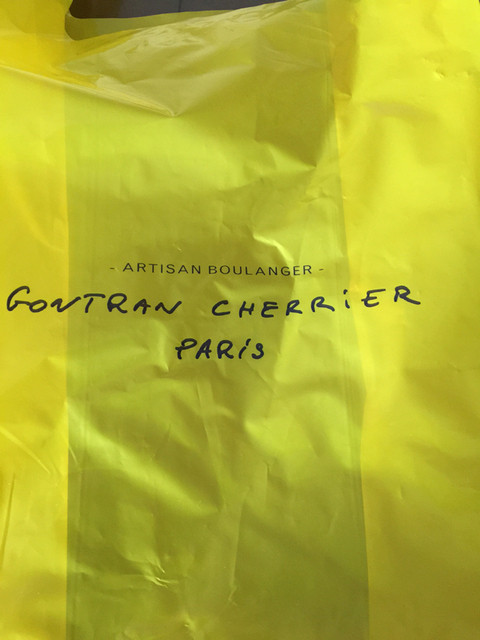 - ARTISAN BOULANGER -
GONTRAN CHERRiER
PARiS